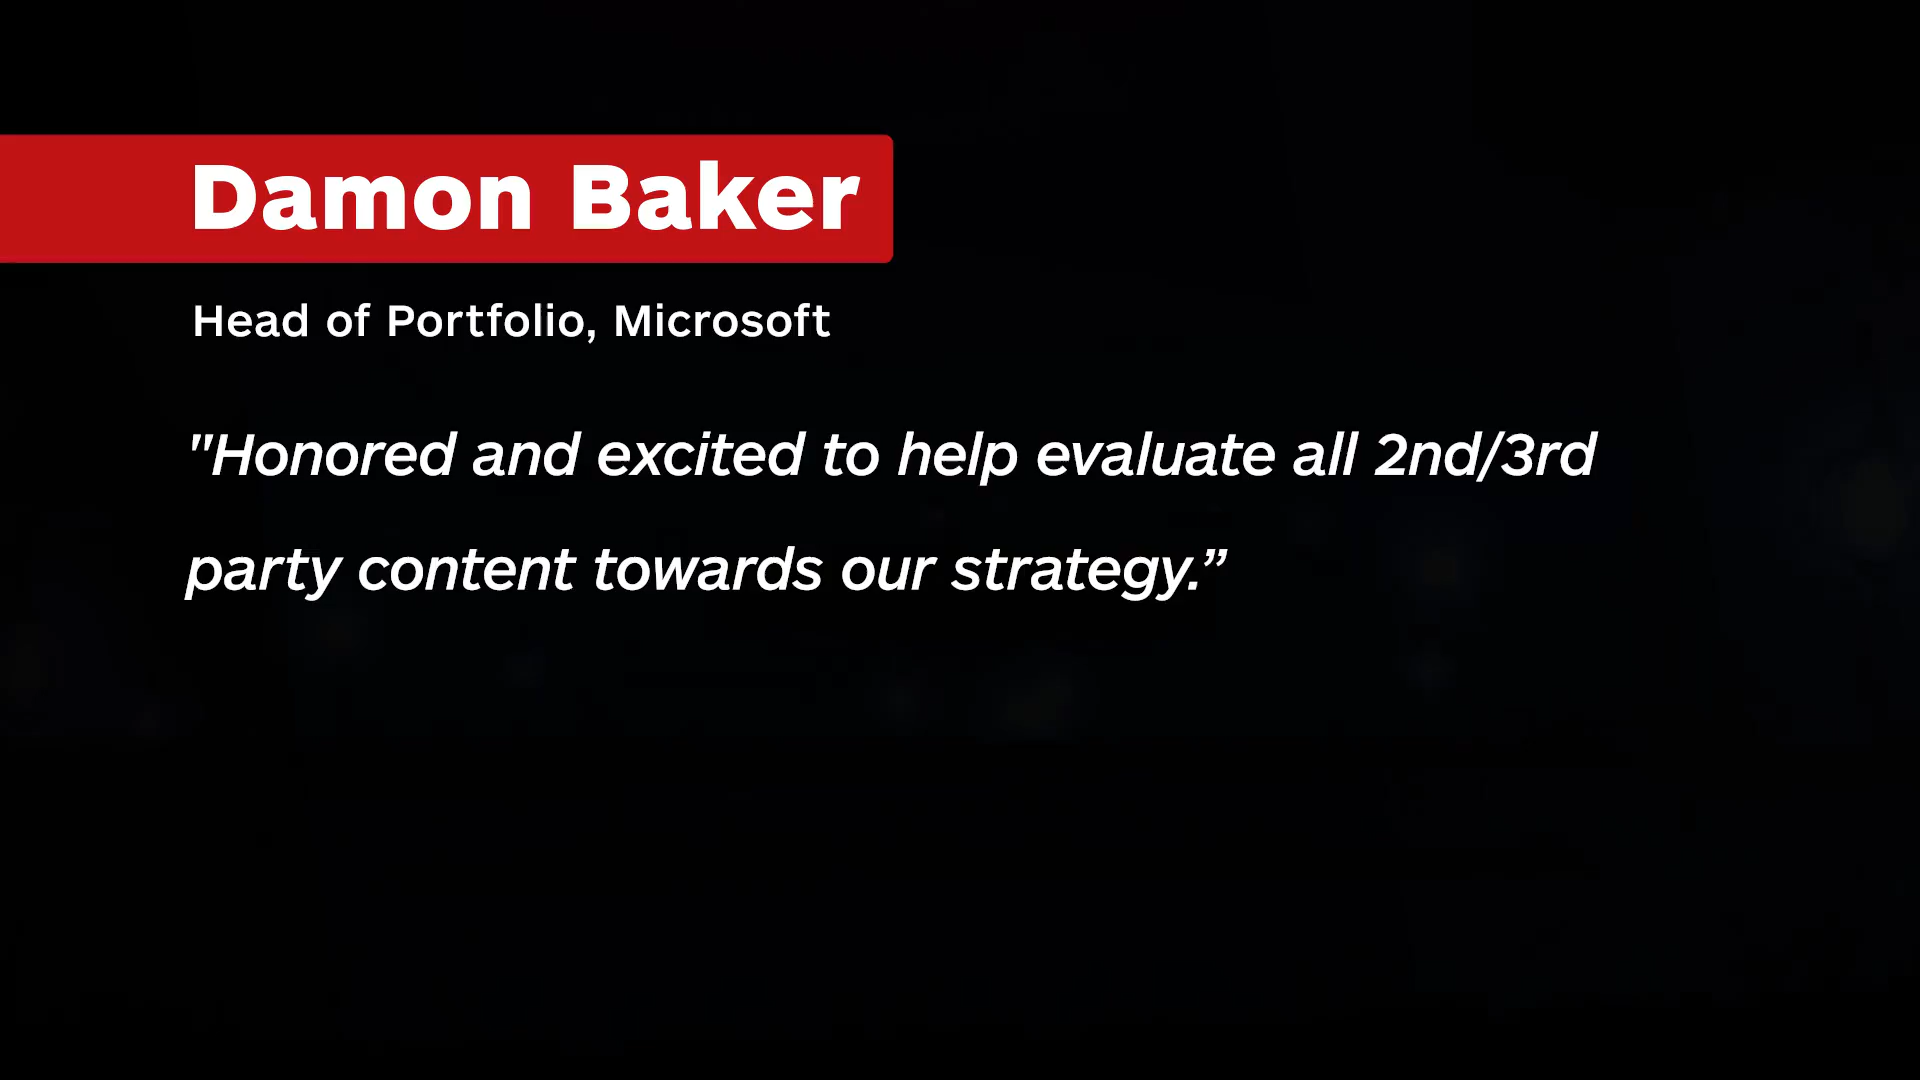 Damon Baker
Head of Portfolio, Microsoft
"Honored and excited to help evaluate all 2nd/3rd
party content towards our strategy.”